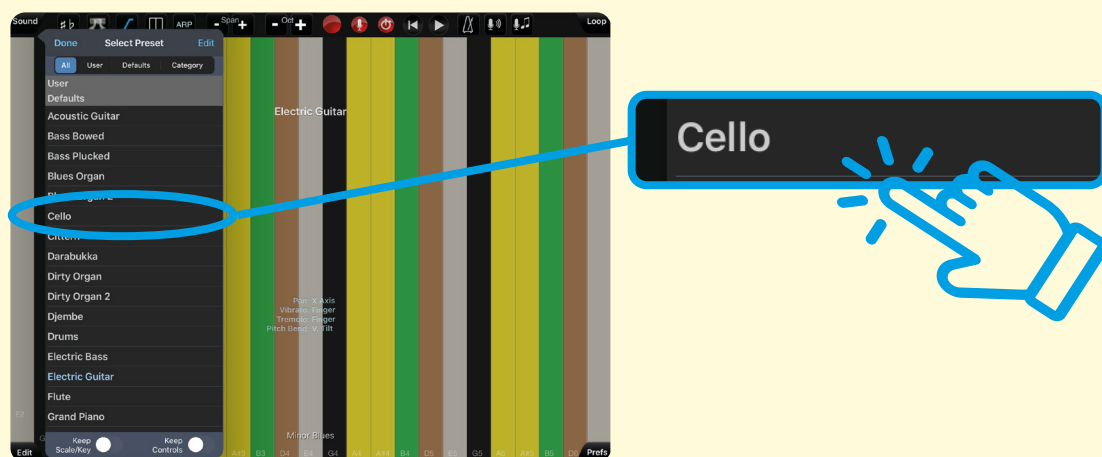 Sound
♯♭
ARP
- Span +
- Oct +
Loop
Done Select Preset Edit
All User Defaults Category
User
Defaults
Acoustic Guitar
Bass Bowed
Bass Plucked
Blues Organ
Cello
Cittern
Darabukka
Dirty Organ
Dirty Organ 2
Djembe
Drums
Electric Bass
Electric Guitar
Flute
Grand Piano
Keep
Scale/Key
Keep
Controls
Electric Guitar
Pan: X Axis
Vibrato: Finger
Tremolo: Finger
Pitch Bend: V. Tilt
Minor Blues
E2
G
B3 D4 E4 G4 A4 B4 D5 E5 G5 A5 B5 D6
Edit
Prefs
Cello